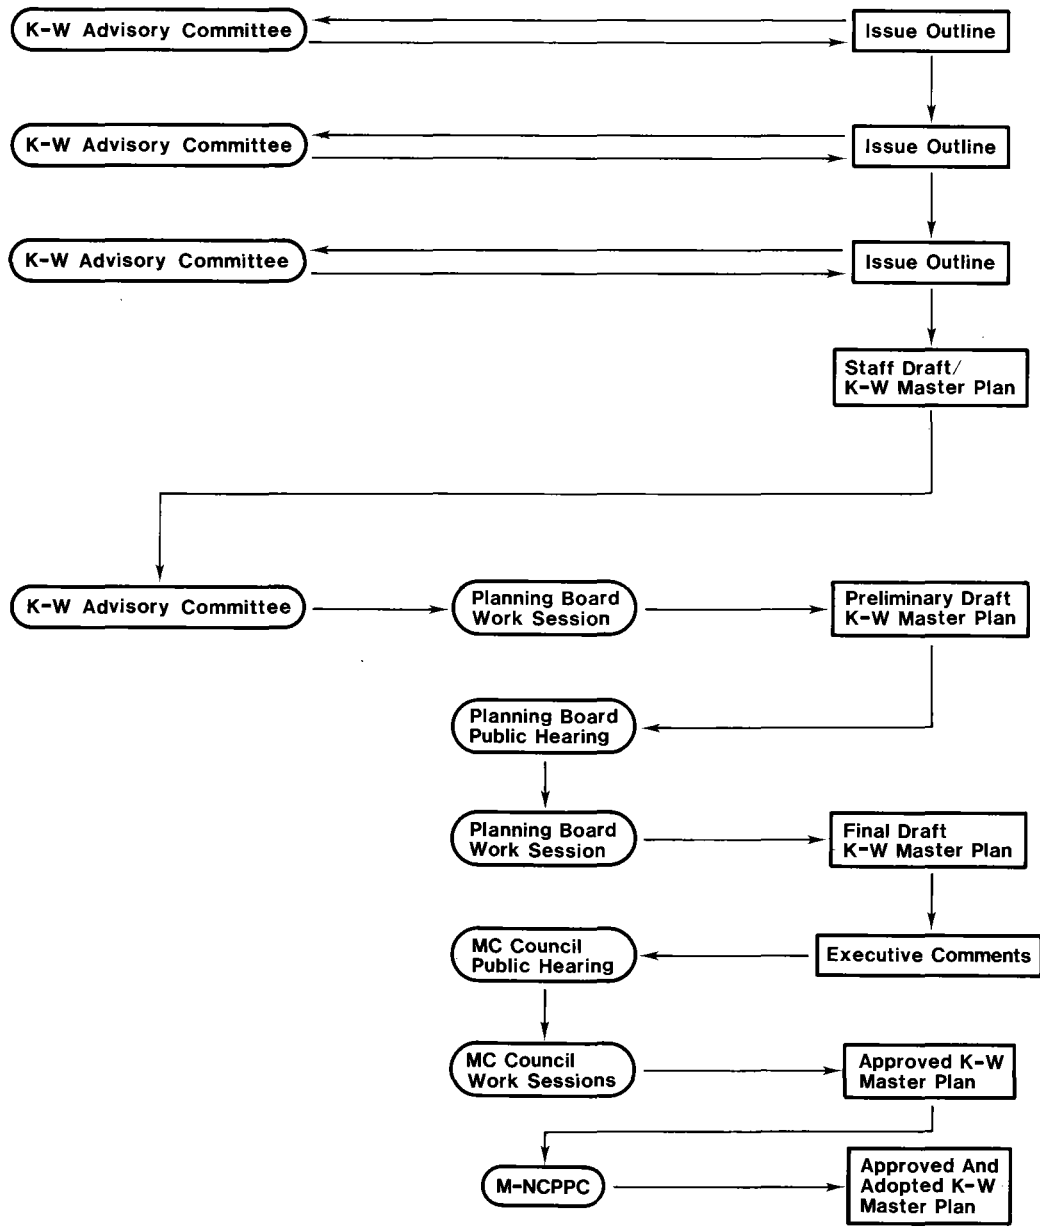 K-W Advisory Committee
Issue Outline
K-W Advisory Committee
Issue Outline
K-W Advisory Committee
Issue Outline
Staff Draft/
K-W Master Plan
K-W Advisory Committee
Planning Board
Work Session
Preliminary Draft
K-W Master Plan
Planning Board
Public Hearing
Planning Board
Work Session
Final Draft
K-W Master Plan
MC Council
Public Hearing
Executive Comments
MC Council
Work Sessions
Approved K-W
Master Plan
M-NCPPC
Approved And
Adopted K-W
Master Plan